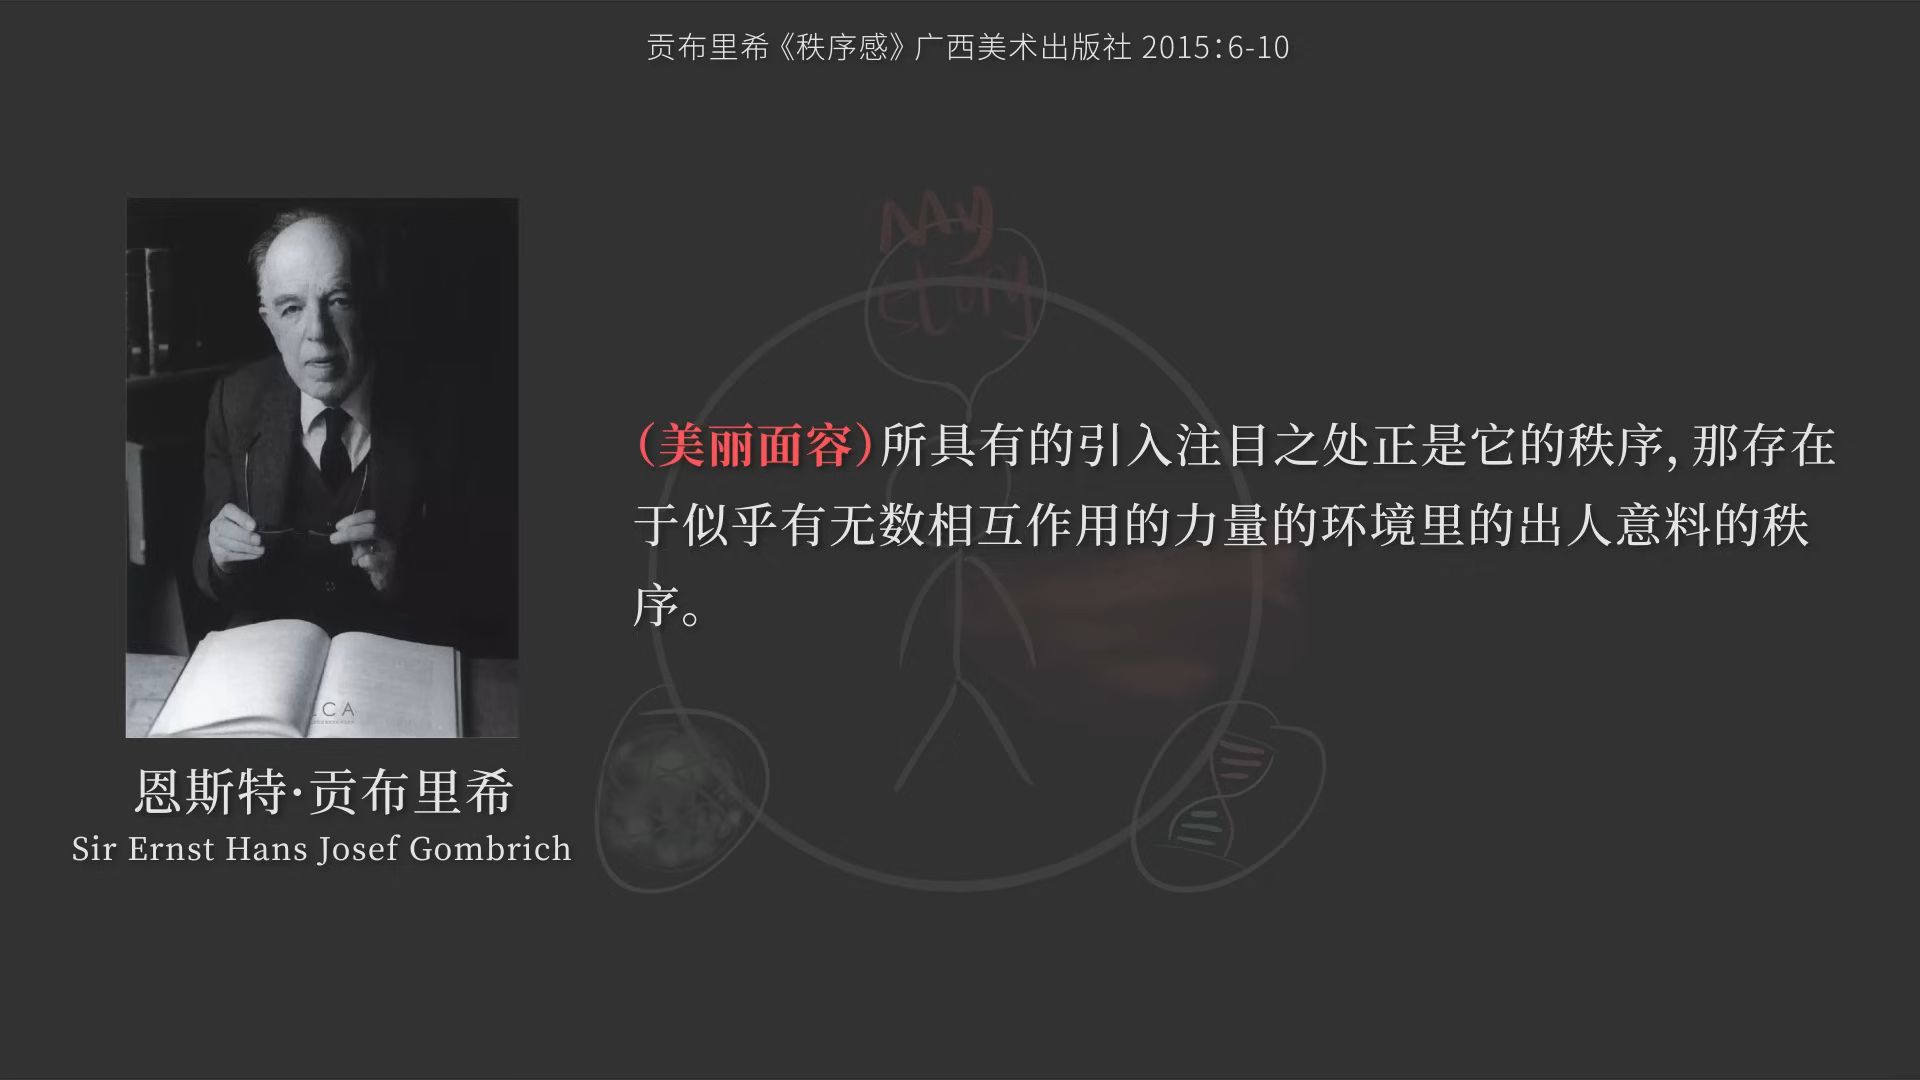 贡布里希《秩序感》广西美术出版社 2015:6-10
My
story
(美丽面容)所具有的引入注目之处正是它的秩序, 那存在
于似乎有无数相互作用的力量的环境里的出人意料的秩
序。
CA
恩斯特·贡布里希
Sir Ernst Hans Josef Gombrich